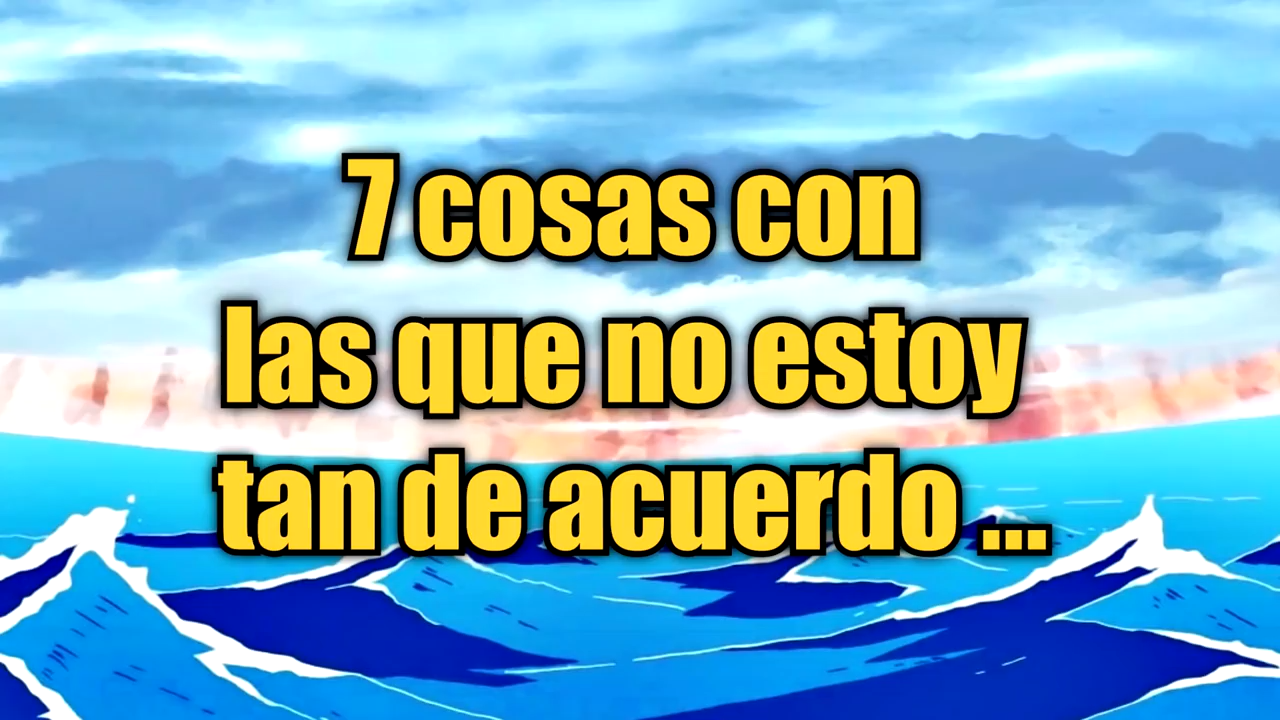 7 cosas con
las que no estoy
tan de acuerdo ...